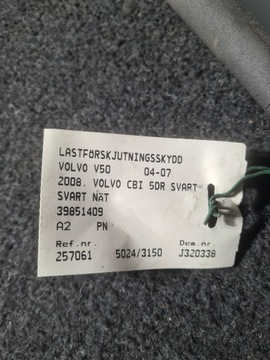 LASTFÖRSKJUTNINGSSKYDD
VOLVO V50 04-07
2008. VOLVO CBI 5DR SVART
SVART NÄT
39851409
A2 PN
Ref.nr. Dem.nr.
257061 5024/3150 J320338